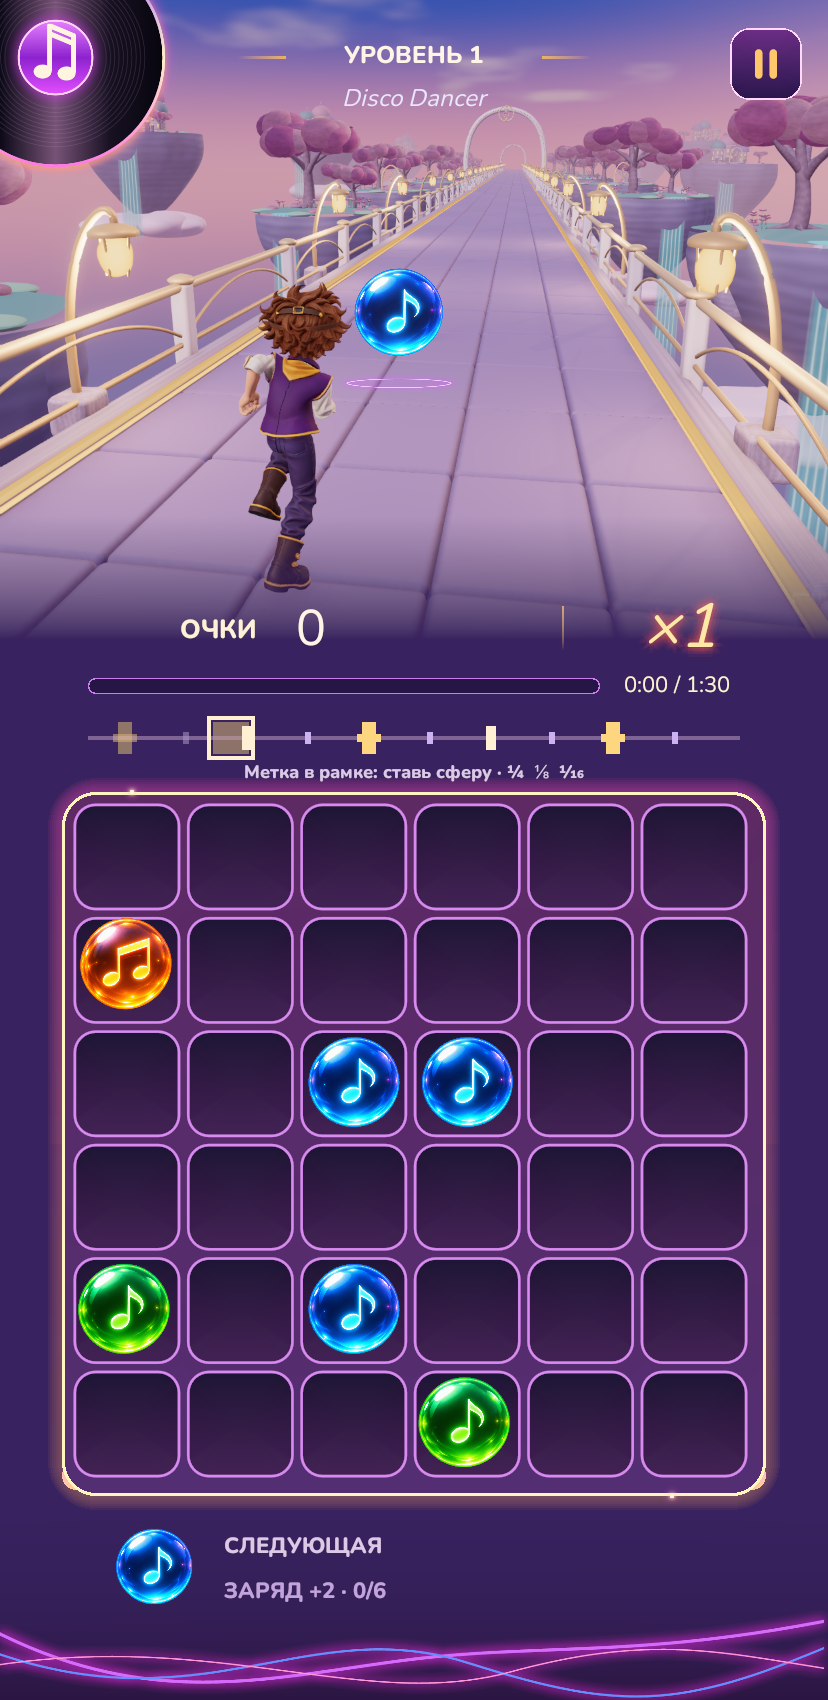 УРОВЕНЬ 1
Disco Dancer
ОЧКИ 0 ×1
0:00 / 1:30
Метка в рамке: ставь сферу · ¼ ⅛ ¹⁄₁₆
СЛЕДУЮЩАЯ
ЗАРЯД +2 · 0/6